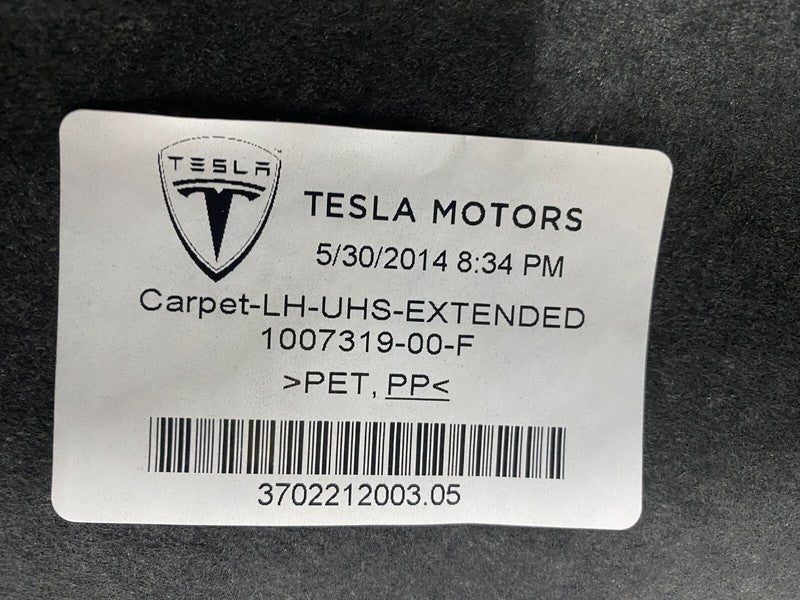 TESLA
TESLA MOTORS
5/30/2014 8:34 PM
Carpet-LH-UHS-EXTENDED
1007319-00-F
>PET, PP<
3702212003.05